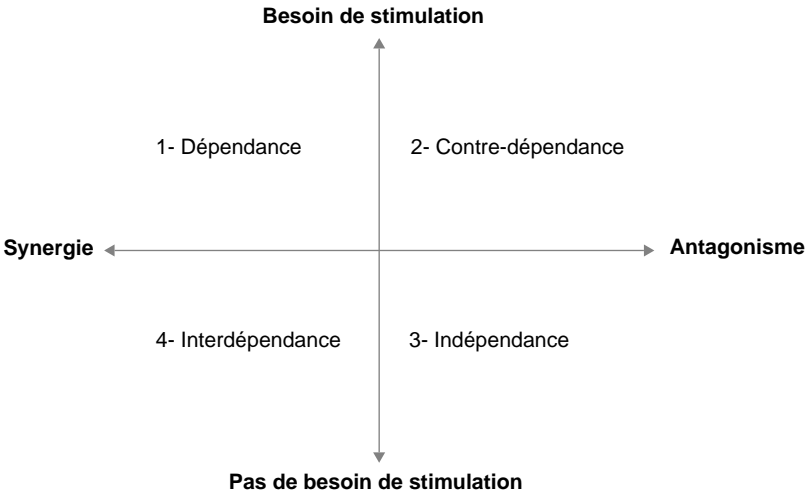 Besoin de stimulation
1- Dépendance
2- Contre-dépendance
Synergie
Antagonisme
4- Interdépendance
3- Indépendance
Pas de besoin de stimulation